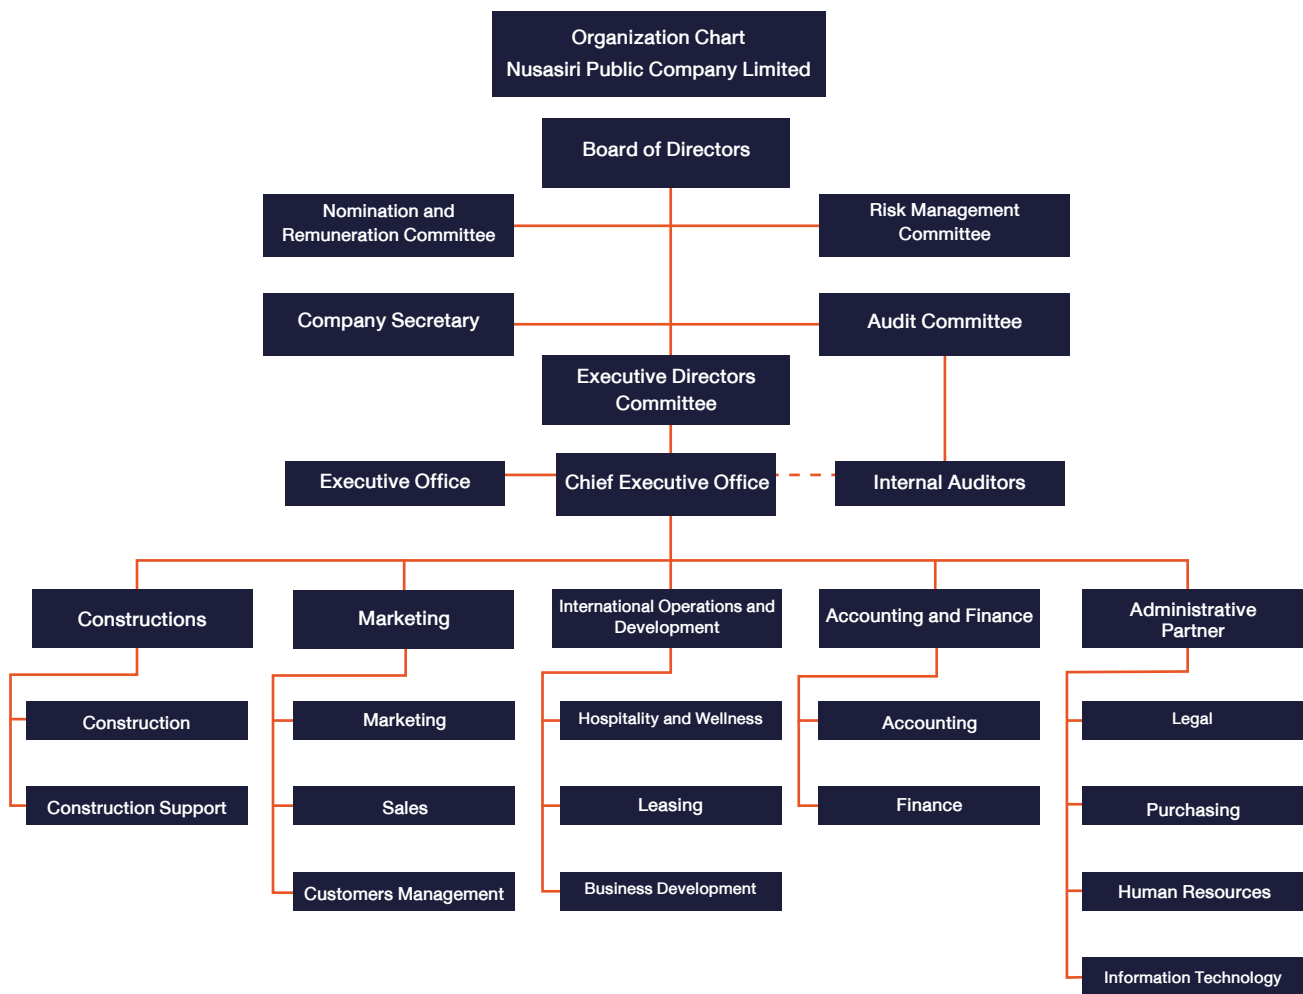 Organization Chart
Nusasiri Public Company Limited
Board of Directors
Nomination and
Remuneration Committee
Risk Management
Committee
Company Secretary
Audit Committee
Executive Directors
Committee
Executive Office
Chief Executive Office
Internal Auditors
Constructions
Marketing
International Operations and
Development
Accounting and Finance
Administrative
Partner
Construction
Marketing
Hospitality and Wellness
Accounting
Legal
Construction Support
Sales
Leasing
Finance
Purchasing
Customers Management
Business Development
Human Resources
Information Technology